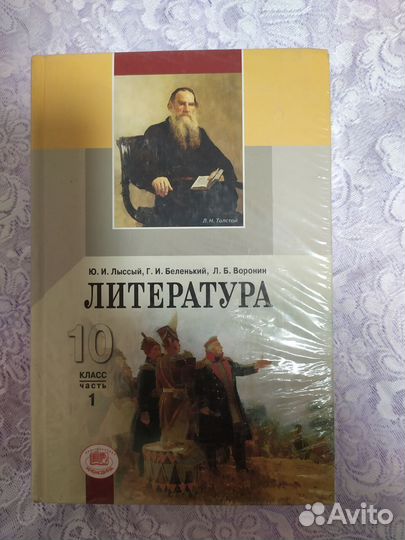 Л. Н. Толстой
Ю. И. Лыссый, Г. И. Беленький, Л. Б. Воронин
ЛИТЕРАТУРА
10
КЛАСС
часть
1
Avito